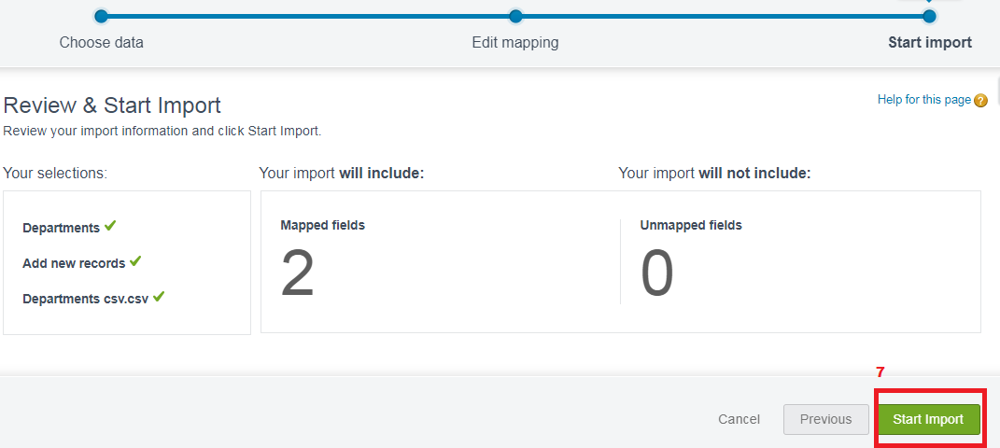 Choose data
Edit mapping
Start import
Review & Start Import
Help for this page ?
Review your import information and click Start Import.
Your selections:
Your import will include:
Your import will not include:
Departments
Add new records
Departments csv.csv
Mapped fields
2
Unmapped fields
0
7
Cancel
Previous
Start Import